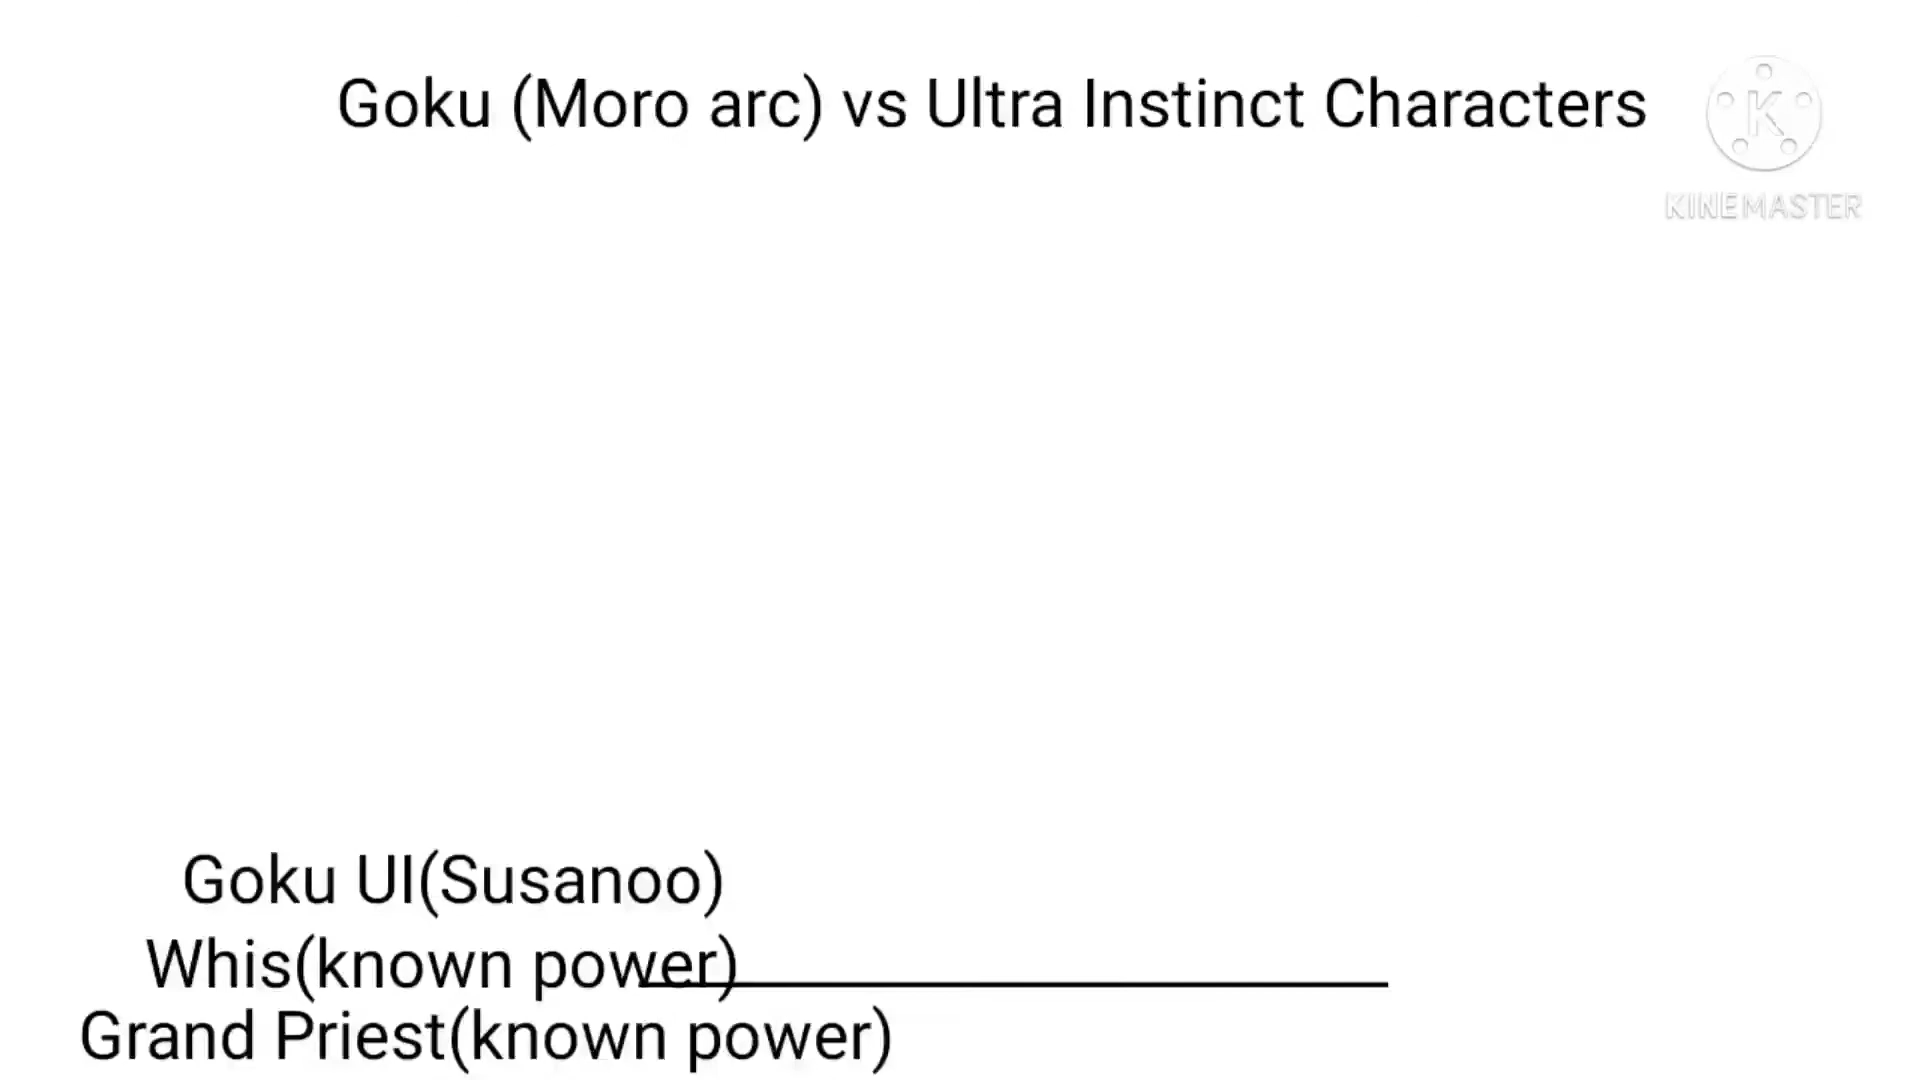 Goku (Moro arc) vs Ultra Instinct Characters
K
KINEMASTER
Goku UI(Susanoo)
Whis(known power)
Grand Priest(known power)